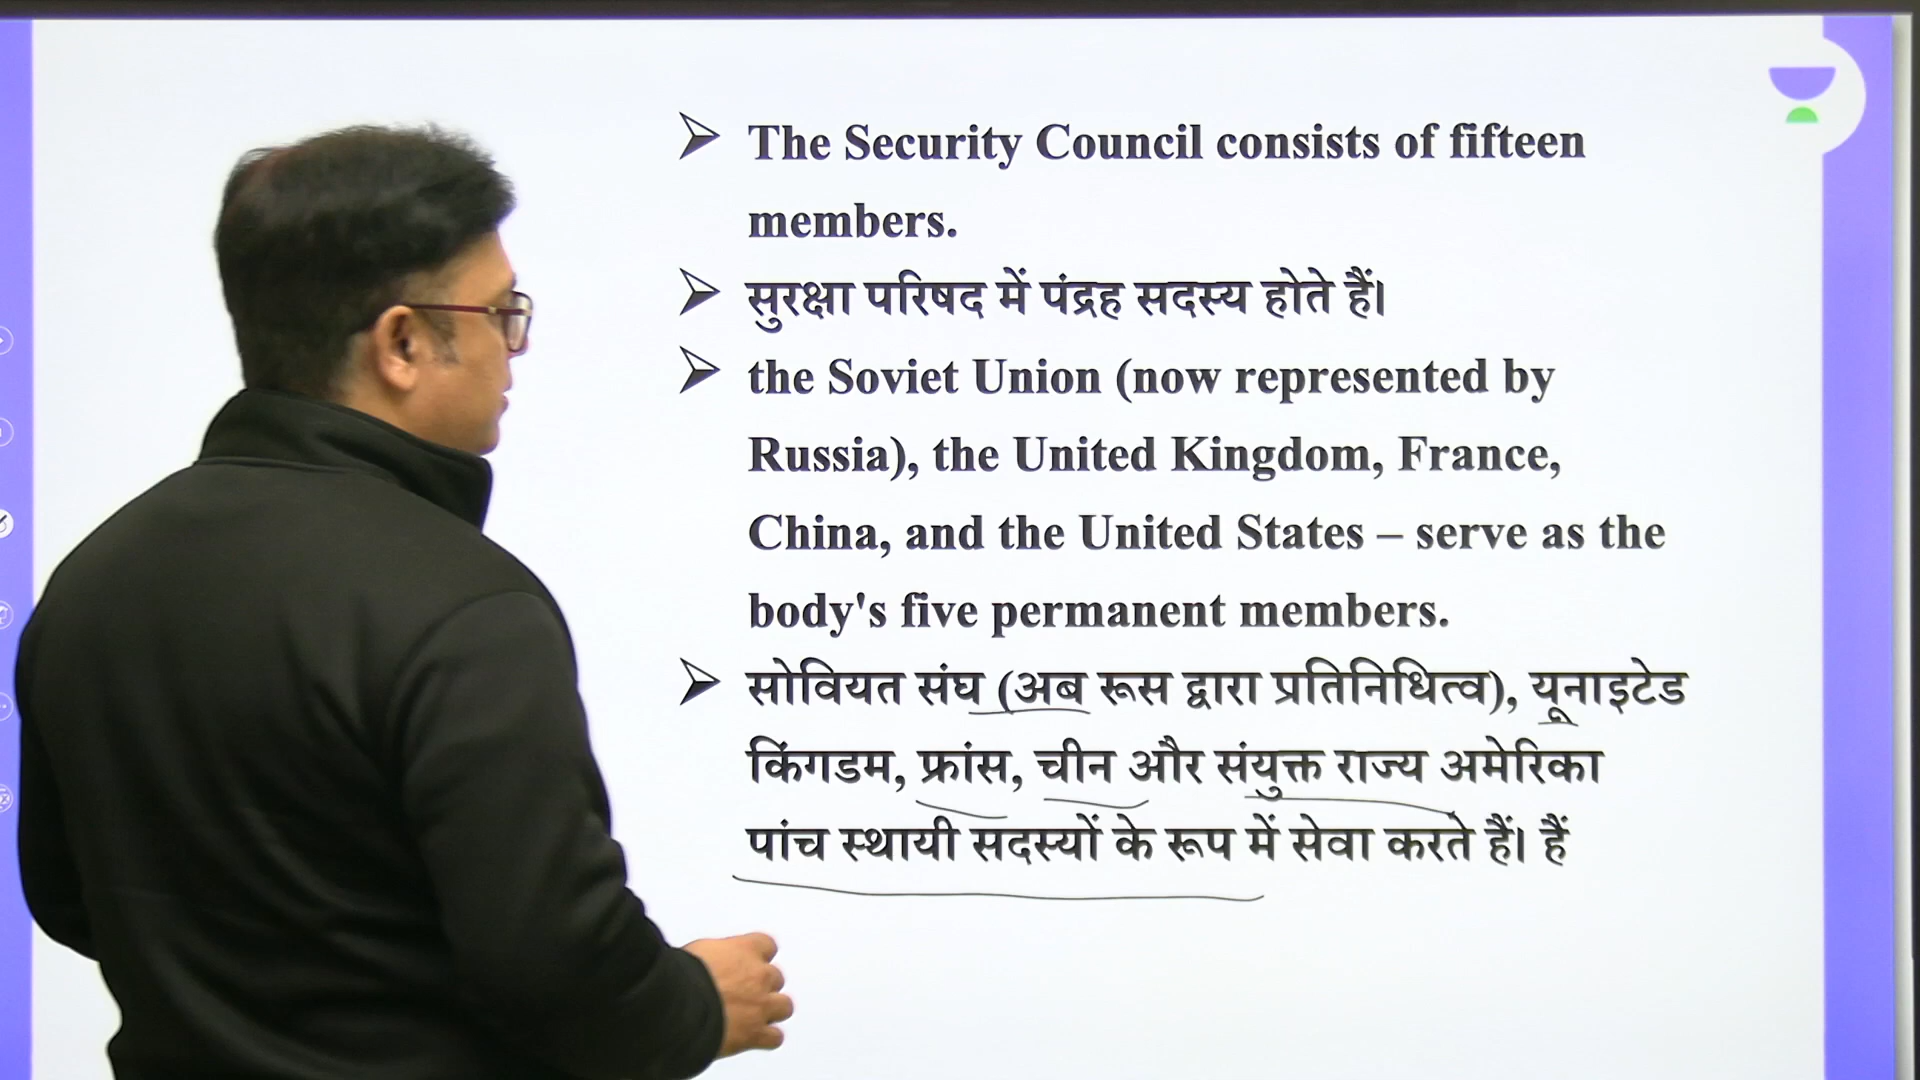 The Security Council consists of fifteen
members.
सुरक्षा परिषद में पंद्रह सदस्य होते हैं।
the Soviet Union (now represented by
Russia), the United Kingdom, France,
China, and the United States – serve as the
body's five permanent members.
सोवियत संघ (अब रूस द्वारा प्रतिनिधित्व), यूनाइटेड
किंगडम, फ्रांस, चीन और संयुक्त राज्य अमेरिका
पांच स्थायी सदस्यों के रूप में सेवा करते हैं। हैं